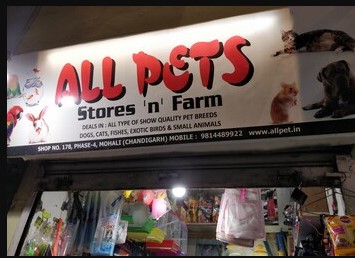 ALL PETS
Stores 'n' Farm
DEALS IN : ALL TYPE OF SHOW QUALITY PET BREEDS
DOGS, CATS, FISHES, EXOTIC BIRDS & SMALL ANIMALS
SHOP NO. 176, PHASE-4, MOHALI (CHANDIGARH) MOBILE : 9814489922 www.allpet.in